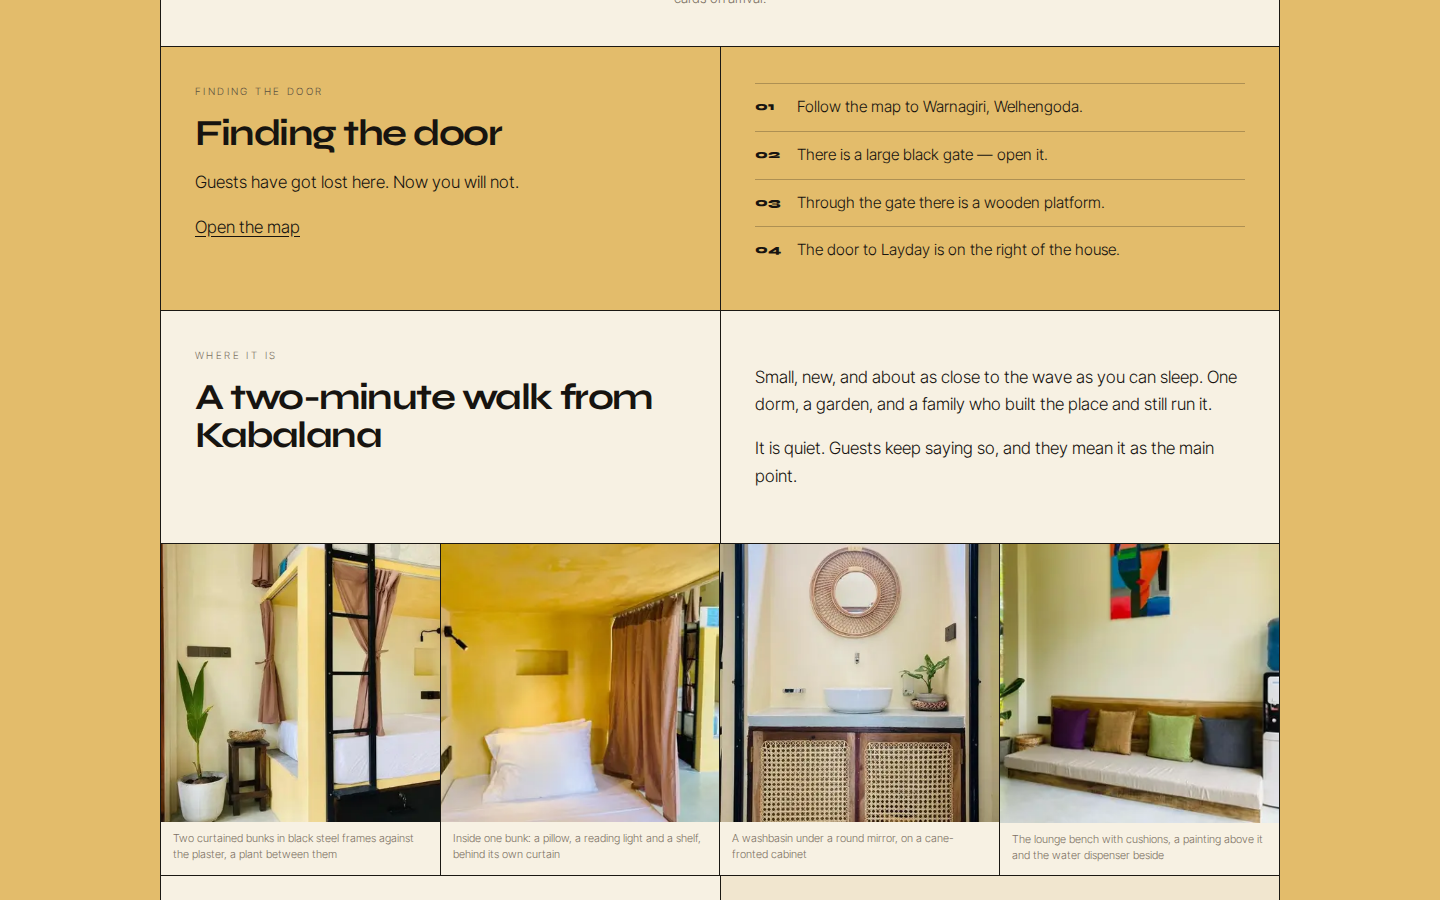 cards on arrival.
FINDING THE DOOR
Finding the door
Guests have got lost here. Now you will not.
Open the map
01 Follow the map to Warnagiri, Welhengoda.
02 There is a large black gate — open it.
03 Through the gate there is a wooden platform.
04 The door to Layday is on the right of the house.
WHERE IT IS
A two-minute walk from
Kabalana
Small, new, and about as close to the wave as you can sleep. One
dorm, a garden, and a family who built the place and still run it.
It is quiet. Guests keep saying so, and they mean it as the main
point.
Two curtained bunks in black steel frames against
the plaster, a plant between them
Inside one bunk: a pillow, a reading light and a shelf,
behind its own curtain
A washbasin under a round mirror, on a cane-
fronted cabinet
The lounge bench with cushions, a painting above it
and the water dispenser beside